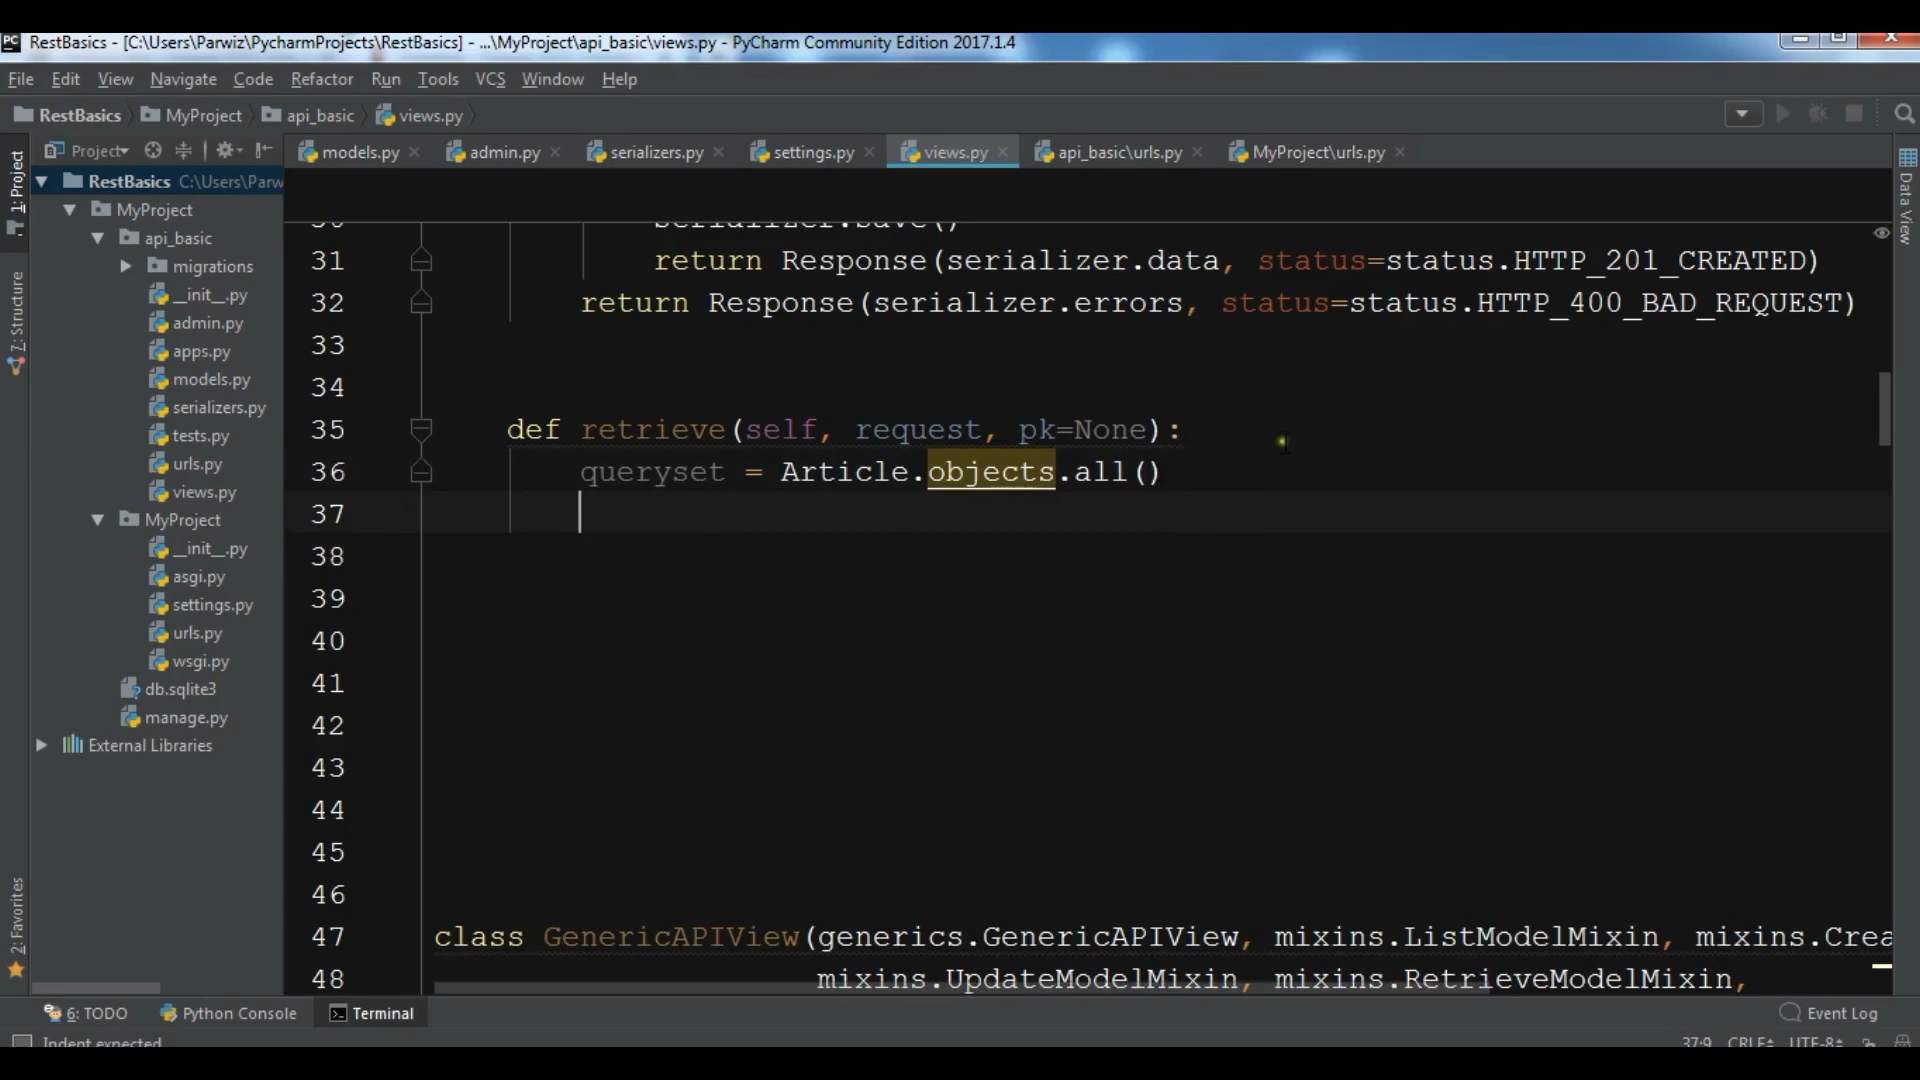 RestBasics - [C:\Users\Parwiz\PycharmProjects\RestBasics] - ...\MyProject\api_basic\views.py - PyCharm Community Edition 2017.1.4
File Edit View Navigate Code Refactor Run Tools VCS Window Help
RestBasics MyProject api_basic views.py
Project
models.py admin.py serializers.py settings.py views.py api_basic\urls.py MyProject\urls.py
1: Project
7: Structure
2: Favorites
Data View
RestBasics C:\Users\Parw
MyProject
api_basic
migrations
__init__.py
admin.py
apps.py
models.py
serializers.py
tests.py
urls.py
views.py
MyProject
__init__.py
asgi.py
settings.py
urls.py
wsgi.py
db.sqlite3
manage.py
External Libraries
30 serializer.save()
31 return Response(serializer.data, status=status.HTTP_201_CREATED)
32 return Response(serializer.errors, status=status.HTTP_400_BAD_REQUEST)
33
34
35 def retrieve(self, request, pk=None):
36 queryset = Article.objects.all()
37
38
39
40
41
42
43
44
45
46
47 class GenericAPIView(generics.GenericAPIView, mixins.ListModelMixin, mixins.Crea
48 mixins.UpdateModelMixin, mixins.RetrieveModelMixin,
6: TODO Python Console Terminal Event Log
Indent expected 37:9 CRLF UTF-8